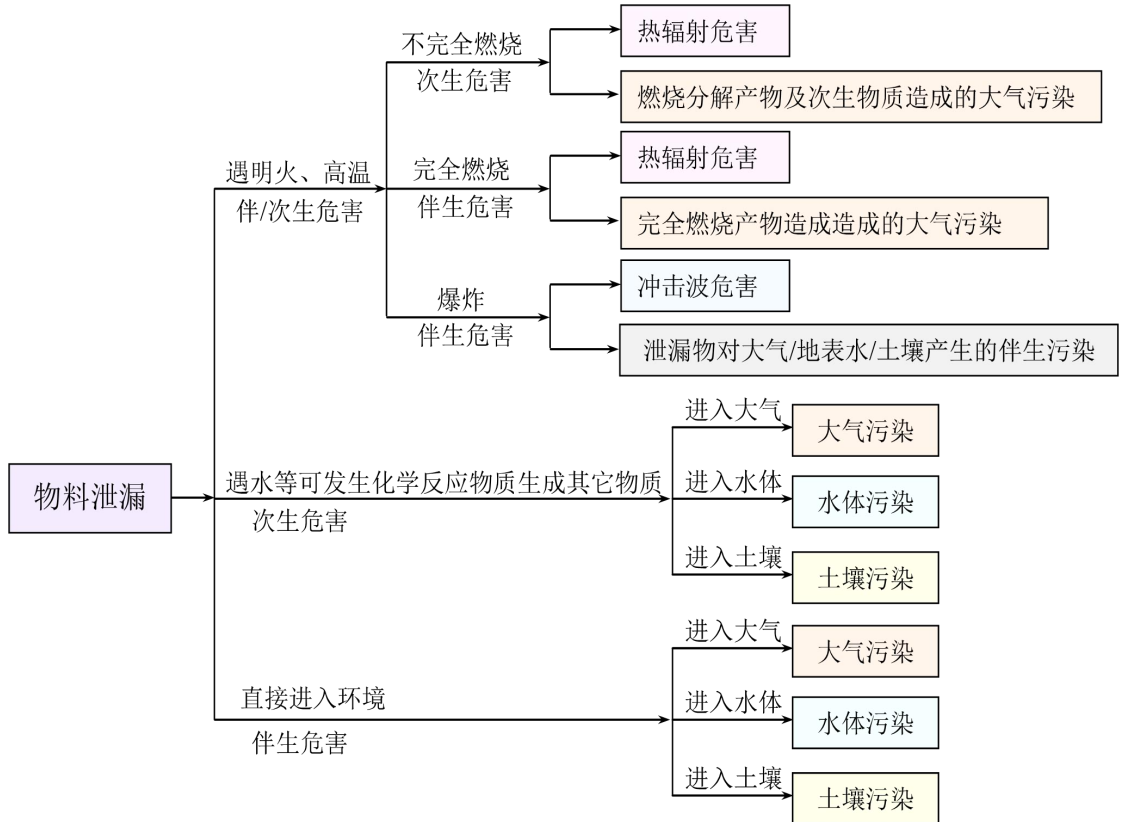 不完全燃烧
次生危害
热辐射危害
燃烧分解产物及次生物质造成的大气污染
遇明火、高温
伴/次生危害
完全燃烧
伴生危害
热辐射危害
完全燃烧产物造成造成的大气污染
爆炸
伴生危害
冲击波危害
泄漏物对大气/地表水/土壤产生的伴生污染
物料泄漏
遇水等可发生化学反应物质生成其它物质
次生危害
进入大气
大气污染
进入水体
水体污染
进入土壤
土壤污染
直接进入环境
伴生危害
进入大气
大气污染
进入水体
水体污染
进入土壤
土壤污染